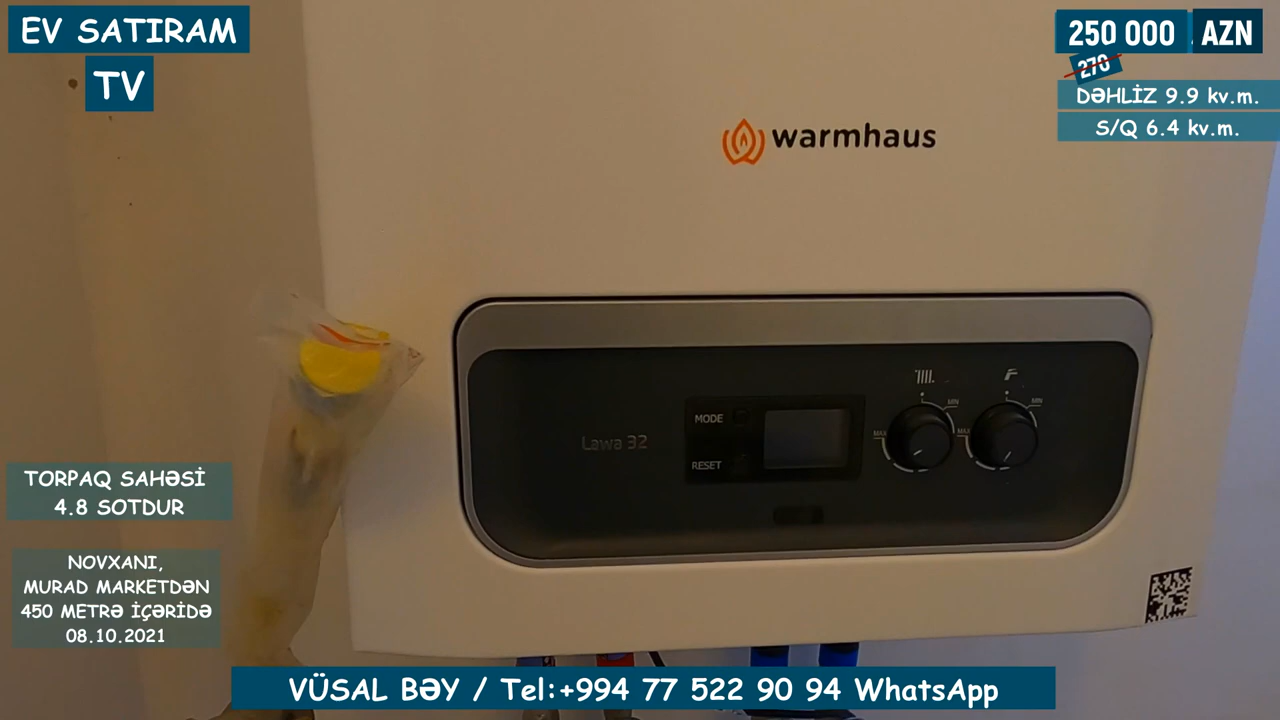 EV SATIRAM
TV
250 000 AZN
270
DƏHLİZ 9.9 kv.m.
S/Q 6.4 kv.m.
warmhaus
MODE
Lawa 32
RESET
MIN
MAX
MIN
MAX
TORPAQ SAHƏSİ
4.8 SOTDUR
NOVXANI,
MURAD MARKETDƏN
450 METRƏ İÇƏRİDƏ
08.10.2021
VÜSAL BƏY / Tel:+994 77 522 90 94 WhatsApp